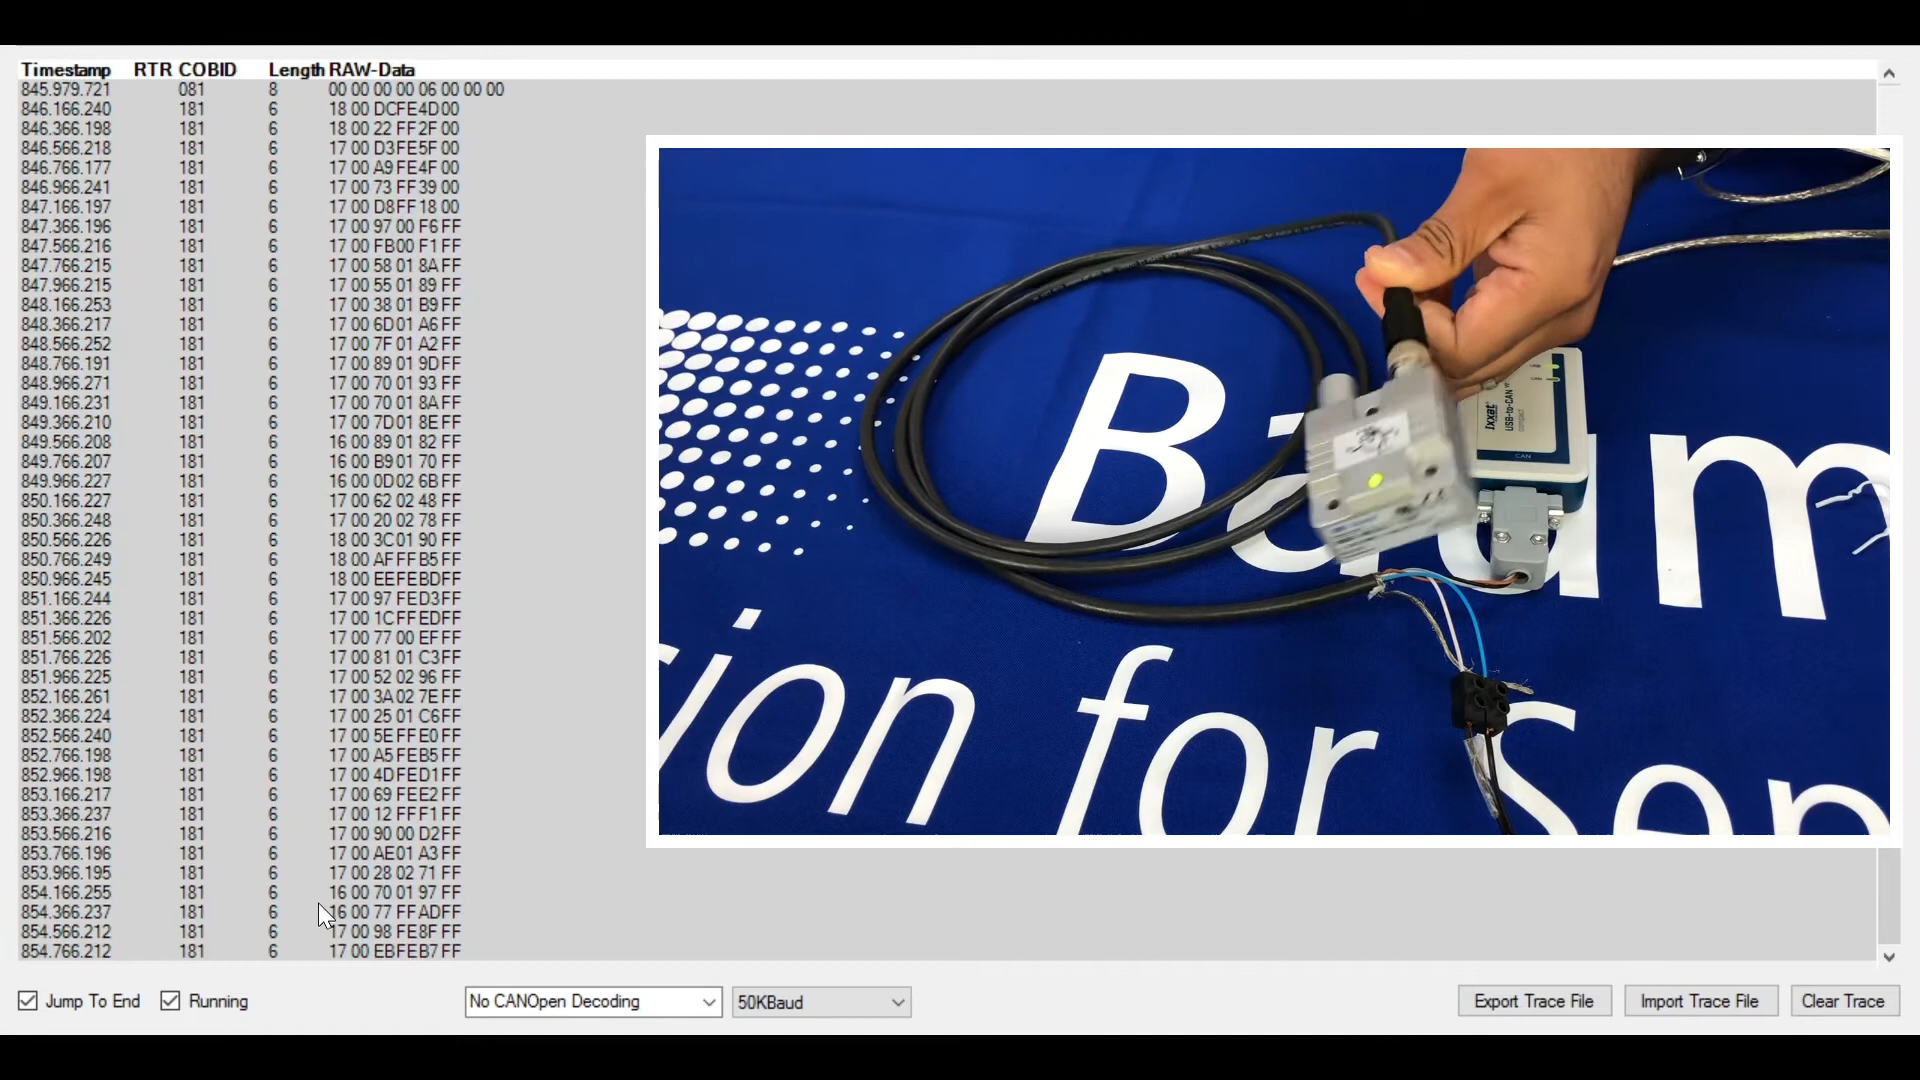 Timestamp RTR COBID Length RAW-Data
845.979.721 081 8 00 00 00 00 06 00 00 00
846.166.240 181 6 18 00 DC FE 4D 00
846.366.198 181 6 18 00 22 FF 2F 00
846.566.218 181 6 17 00 D3 FE 5F 00
846.766.177 181 6 17 00 A9 FE 4F 00
846.966.241 181 6 17 00 73 FF 39 00
847.166.197 181 6 17 00 D8 FF 18 00
847.366.196 181 6 17 00 97 00 F6 FF
847.566.216 181 6 17 00 FB 00 F1 FF
847.766.215 181 6 17 00 58 01 8A FF
847.966.215 181 6 17 00 55 01 89 FF
848.166.253 181 6 17 00 38 01 B9 FF
848.366.217 181 6 17 00 6D 01 A6 FF
848.566.252 181 6 17 00 7F 01 A2 FF
848.766.191 181 6 17 00 89 01 9D FF
848.966.271 181 6 17 00 70 01 93 FF
849.166.231 181 6 17 00 70 01 8A FF
849.366.210 181 6 17 00 7D 01 8E FF
849.566.208 181 6 16 00 89 01 82 FF
849.766.207 181 6 16 00 B9 01 70 FF
849.966.227 181 6 16 00 0D 02 6B FF
850.166.227 181 6 17 00 62 02 48 FF
850.366.248 181 6 17 00 20 02 78 FF
850.566.226 181 6 18 00 3C 01 90 FF
850.766.249 181 6 18 00 AF FF B5 FF
850.966.245 181 6 18 00 EE FE BD FF
851.166.244 181 6 17 00 97 FE D3 FF
851.366.226 181 6 17 00 1C FF ED FF
851.566.202 181 6 17 00 77 00 EF FF
851.766.226 181 6 17 00 81 01 C3 FF
851.966.225 181 6 17 00 52 02 96 FF
852.166.261 181 6 17 00 3A 02 7E FF
852.366.224 181 6 17 00 25 01 C6 FF
852.566.240 181 6 17 00 5E FF E0 FF
852.766.198 181 6 17 00 A5 FE B5 FF
852.966.198 181 6 17 00 4D FE D1 FF
853.166.217 181 6 17 00 69 FE E2 FF
853.366.237 181 6 17 00 12 FF F1 FF
853.566.216 181 6 17 00 90 00 D2 FF
853.766.196 181 6 17 00 AE 01 A3 FF
853.966.195 181 6 17 00 28 02 71 FF
854.166.255 181 6 16 00 70 01 97 FF
854.366.237 181 6 16 00 77 FF AD FF
854.566.212 181 6 17 00 98 FE 8F FF
854.766.212 181 6 17 00 EB FE B7 FF
Ixxat
USB-to-CAN
CAN
Baum
sion for Sen
Jump To End Running No CANOpen Decoding 50KBaud Export Trace File Import Trace File Clear Trace